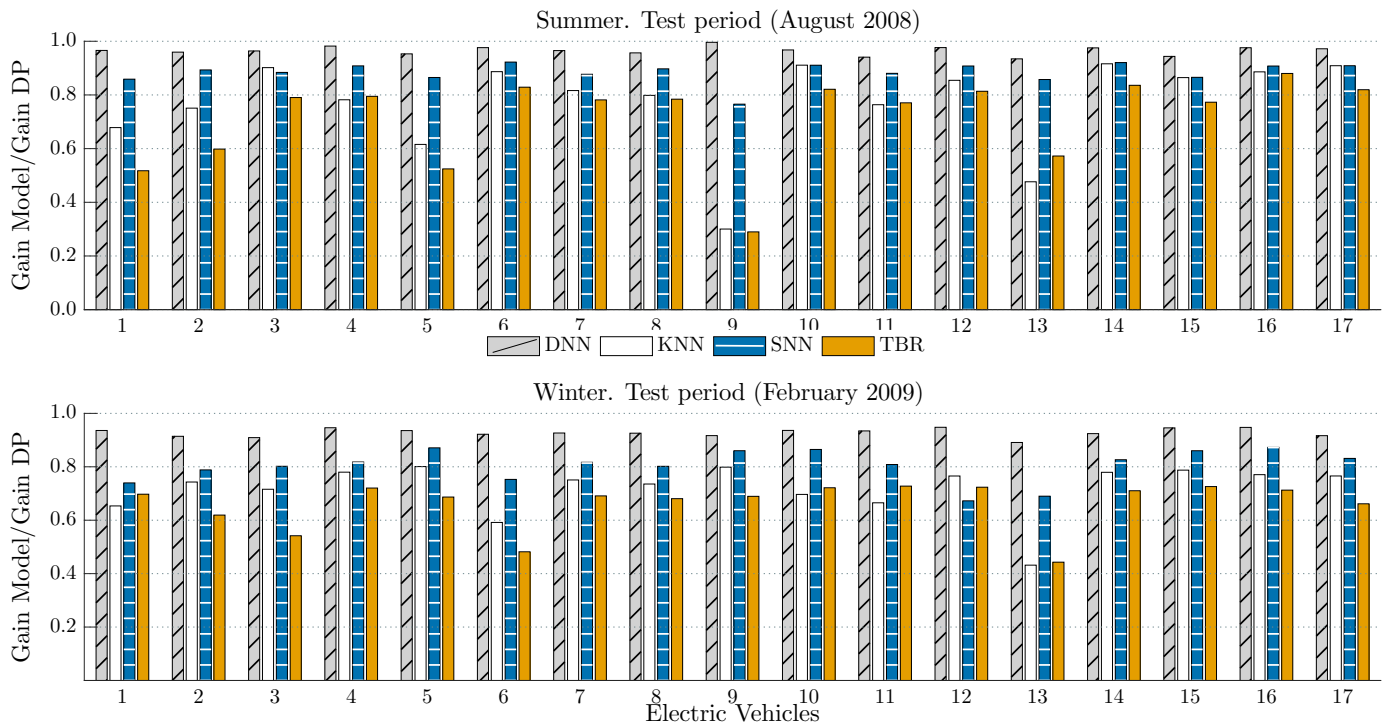 Summer. Test period (August 2008)
Gain Model/Gain DP
1.0
0.8
0.6
0.4
0.2
0.0
1 2 3 4 5 6 7 8 9 10 11 12 13 14 15 16 17
DNN KNN SNN TBR
Winter. Test period (February 2009)
Gain Model/Gain DP
1.0
0.8
0.6
0.4
0.2
1 2 3 4 5 6 7 8 9 10 11 12 13 14 15 16 17
Electric Vehicles